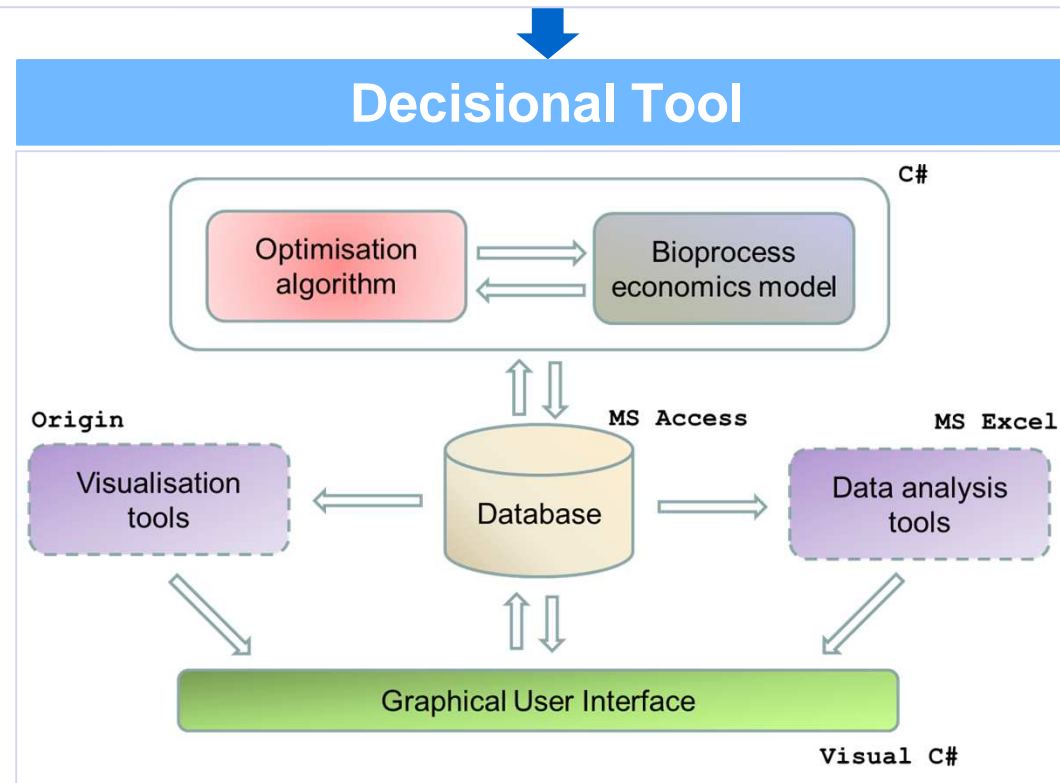 Decisional Tool
C#
Optimisation
algorithm
Bioprocess
economics model
Origin
MS Access
MS Excel
Visualisation
tools
Database
Data analysis
tools
Graphical User Interface
Visual C#